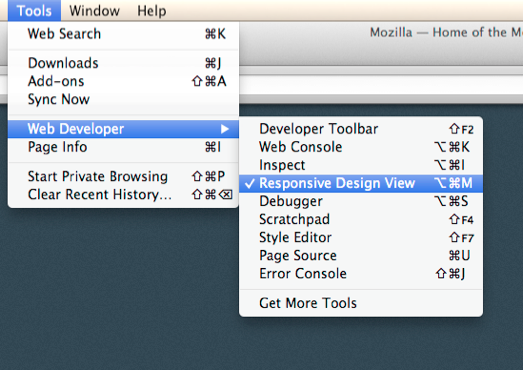 Tools Window Help
Mozilla — Home of the M
Web Search ⌘K
Downloads ⌘J
Add-ons ⇧⌘A
Sync Now
Web Developer ▶
Page Info ⌘I
Start Private Browsing ⇧⌘P
Clear Recent History... ⇧⌘⌫
Developer Toolbar ⇧F2
Web Console ⌥⌘K
Inspect ⌥⌘I
✓ Responsive Design View ⌥⌘M
Debugger ⌥⌘S
Scratchpad ⇧F4
Style Editor ⇧F7
Page Source ⌘U
Error Console ⇧⌘J
Get More Tools